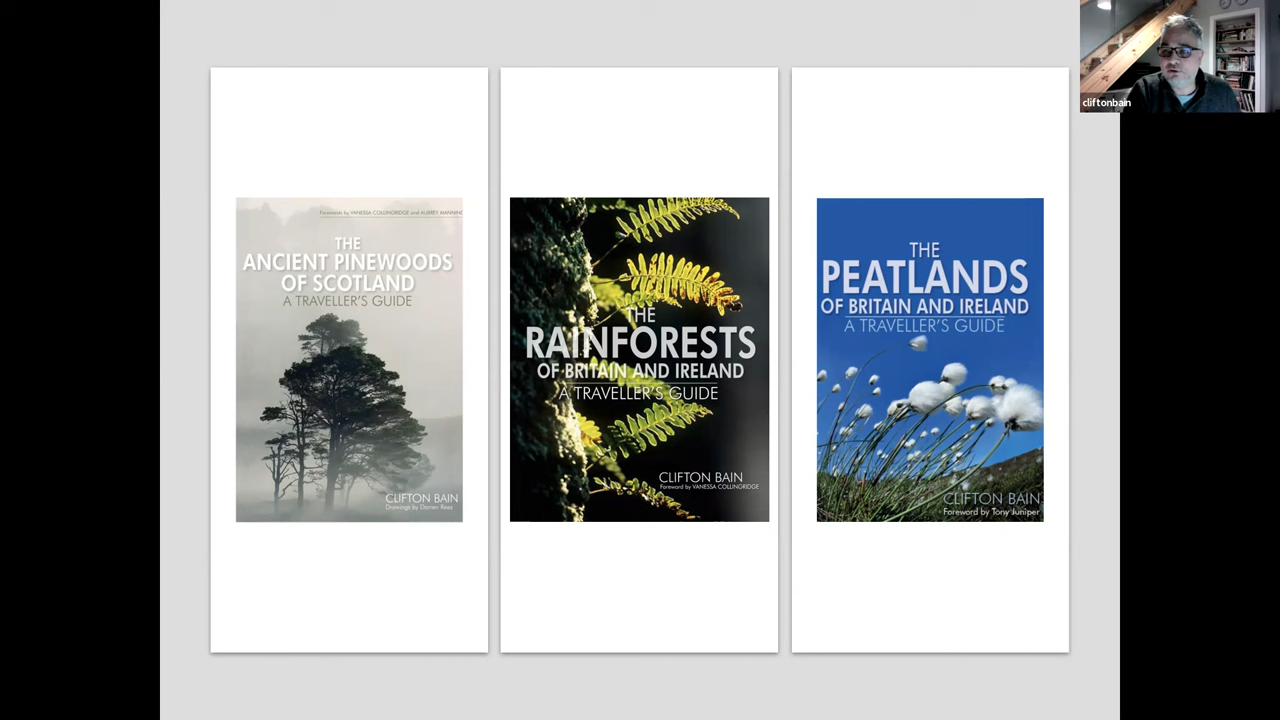 cliftonbain
Forewords by VANESSA COLLINGRIDGE and AUBREY MANNING
THE
ANCIENT PINEWOODS
OF SCOTLAND
A TRAVELLER'S GUIDE
CLIFTON BAIN
Drawings by Darren Rees
THE
RAINFORESTS
OF BRITAIN AND IRELAND
A TRAVELLER'S GUIDE
CLIFTON BAIN
Foreword by VANESSA COLLINGRIDGE
THE
PEATLANDS
OF BRITAIN AND IRELAND
A TRAVELLER'S GUIDE
CLIFTON BAIN
Foreword by Tony Juniper